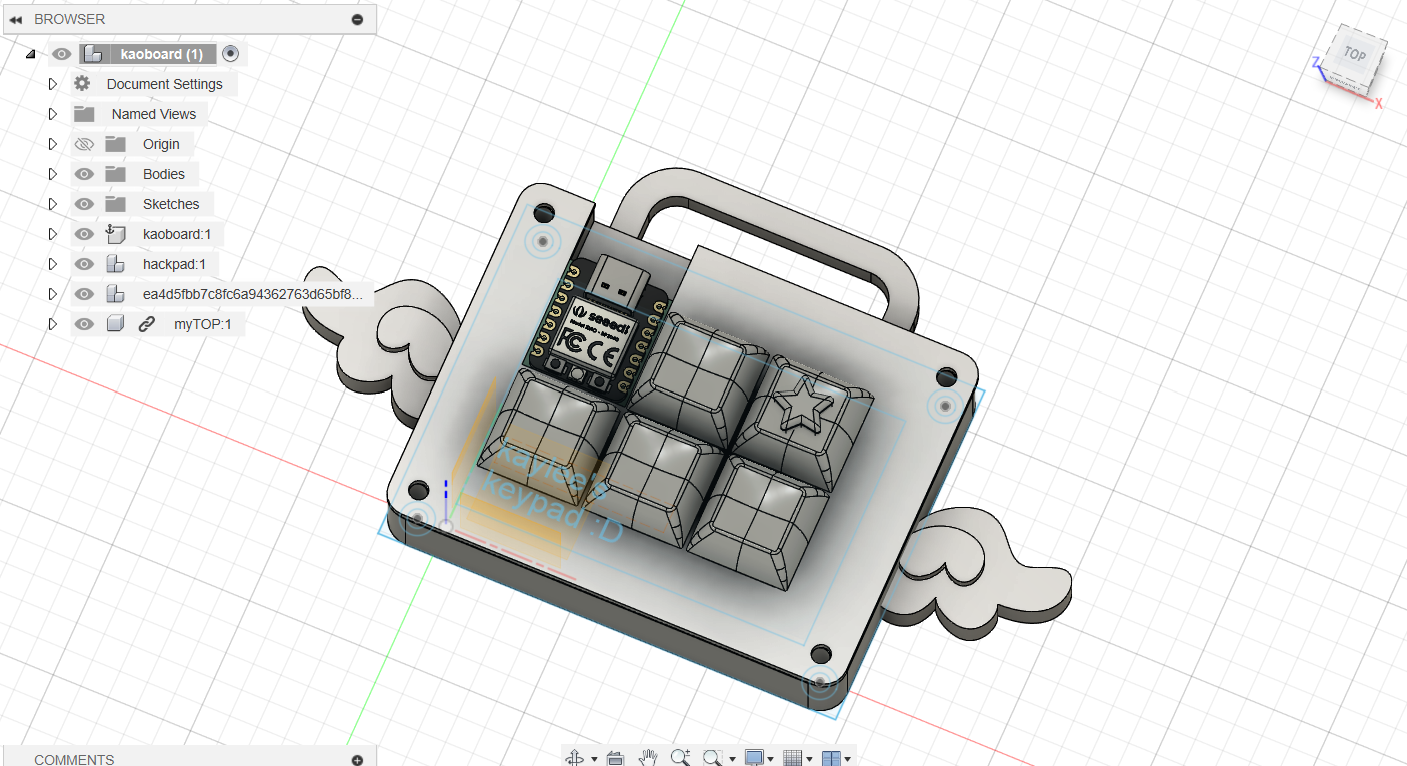 BROWSER
kaoboard (1)
Document Settings
Named Views
Origin
Bodies
Sketches
kaoboard:1
hackpad:1
ea4d5fbb7c8fc6a94362763d65bf8...
myTOP:1
TOP
Z
X
seeed
FC CE
kaylee's
keypad :D
COMMENTS